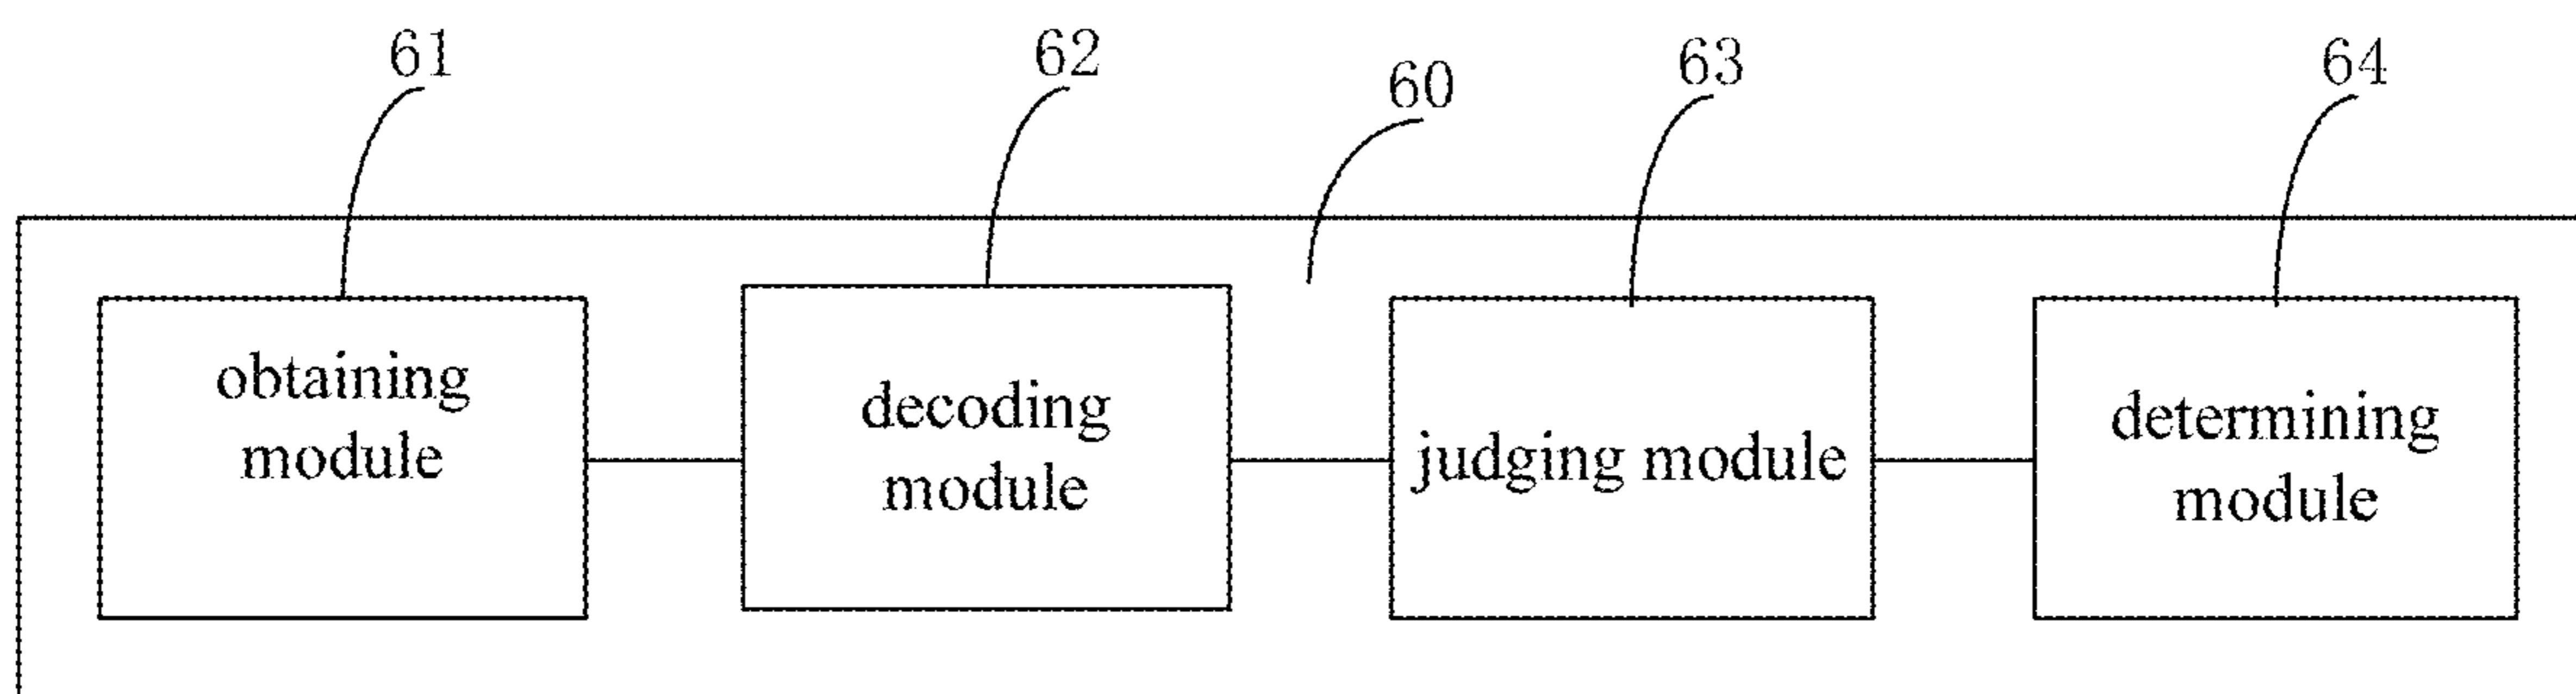 61
62
60
63
64
obtaining
module
decoding
module
judging module
determining
module